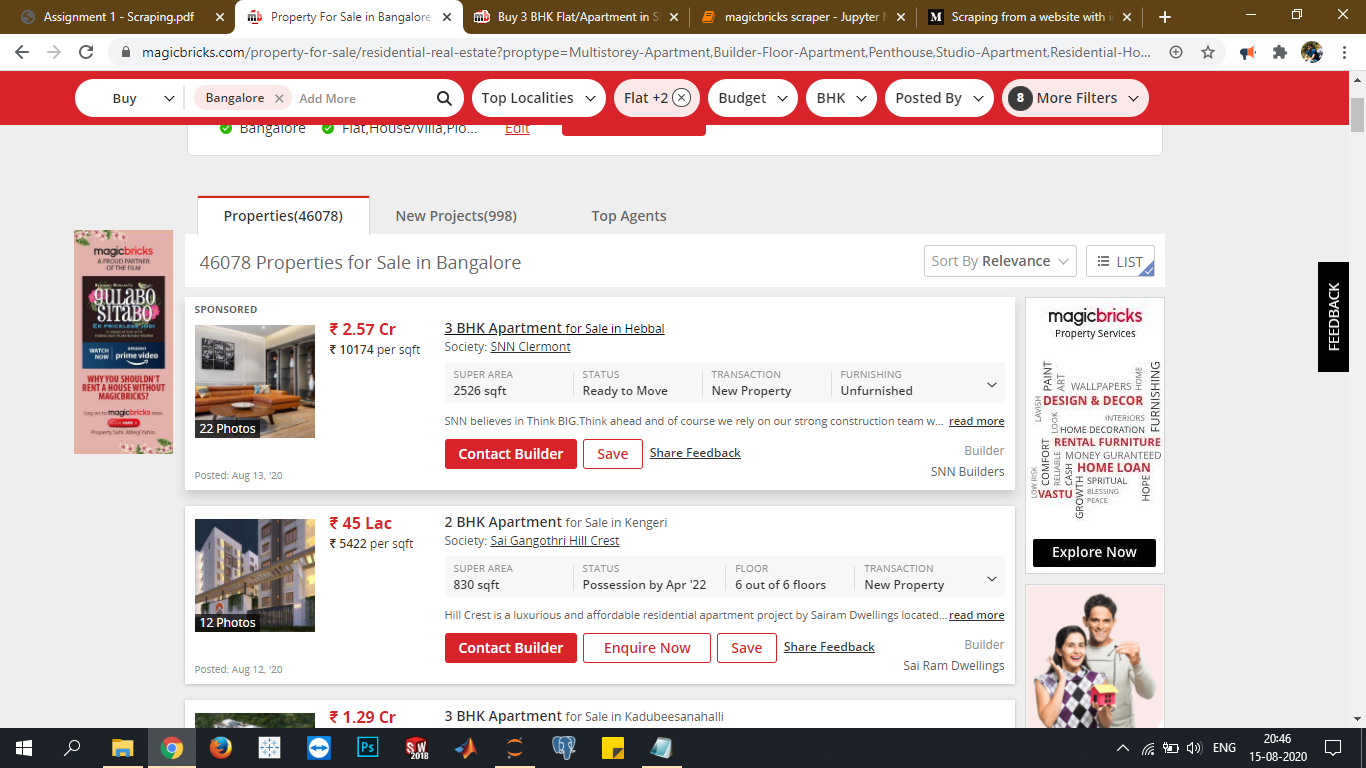 Assignment 1 - Scraping.pdf
Property For Sale in Bangalore
Buy 3 BHK Flat/Apartment in S
magicbricks scraper - Jupyter
Scraping from a website with i
magicbricks.com/property-for-sale/residential-real-estate?proptype=Multistorey-Apartment,Builder-Floor-Apartment,Penthouse,Studio-Apartment,Residential-Ho...
Buy
Bangalore
Add More
Top Localities
Flat +2
Budget
BHK
Posted By
8 More Filters
Bangalore
Flat,House/Villa,Plo...
Edit
Properties(46078)
New Projects(998)
Top Agents
46078 Properties for Sale in Bangalore
Sort By Relevance
LIST
FEEDBACK
magicbricks
A PROUD PARTNER
OF THE FILM
GULABO
SITABO
EK PRICELESS JODI
WATCH NOW
amazon
prime video
WHY YOU SHOULDN'T
RENT A HOUSE WITHOUT
MAGICBRICKS?
Log on to magicbricks now.
Property Sahi, Milegi Yahin.
SPONSORED
22 Photos
Posted: Aug 13, '20
₹ 2.57 Cr
₹ 10174 per sqft
3 BHK Apartment for Sale in Hebbal
Society: SNN Clermont
SUPER AREA
2526 sqft
STATUS
Ready to Move
TRANSACTION
New Property
FURNISHING
Unfurnished
SNN believes in Think BIG.Think ahead and of course we rely on our strong construction team w... read more
Contact Builder
Save
Share Feedback
Builder
SNN Builders
12 Photos
Posted: Aug 12, '20
₹ 45 Lac
₹ 5422 per sqft
2 BHK Apartment for Sale in Kengeri
Society: Sai Gangothri Hill Crest
SUPER AREA
830 sqft
STATUS
Possession by Apr '22
FLOOR
6 out of 6 floors
TRANSACTION
New Property
Hill Crest is a luxurious and affordable residential apartment project by Sairam Dwellings located... read more
Contact Builder
Enquire Now
Save
Share Feedback
Builder
Sai Ram Dwellings
₹ 1.29 Cr
3 BHK Apartment for Sale in Kadubeesanahalli
magicbricks
Property Services
PAINT
ART
WALLPAPERS
HOME
FURNISHING
LAVISH
DESIGN & DECOR
LOOK
INTERIORS
HOME DECORATION
RENTAL FURNITURE
COMFORT
RELIABLE
MONEY GURANTEED
CASH
HOME LOAN
LOW RISK
GROWTH
SPRITUAL
HOPE
VASTU
BLESSING
PEACE
Explore Now
Ps
SW
2018
ENG
20:46
15-08-2020